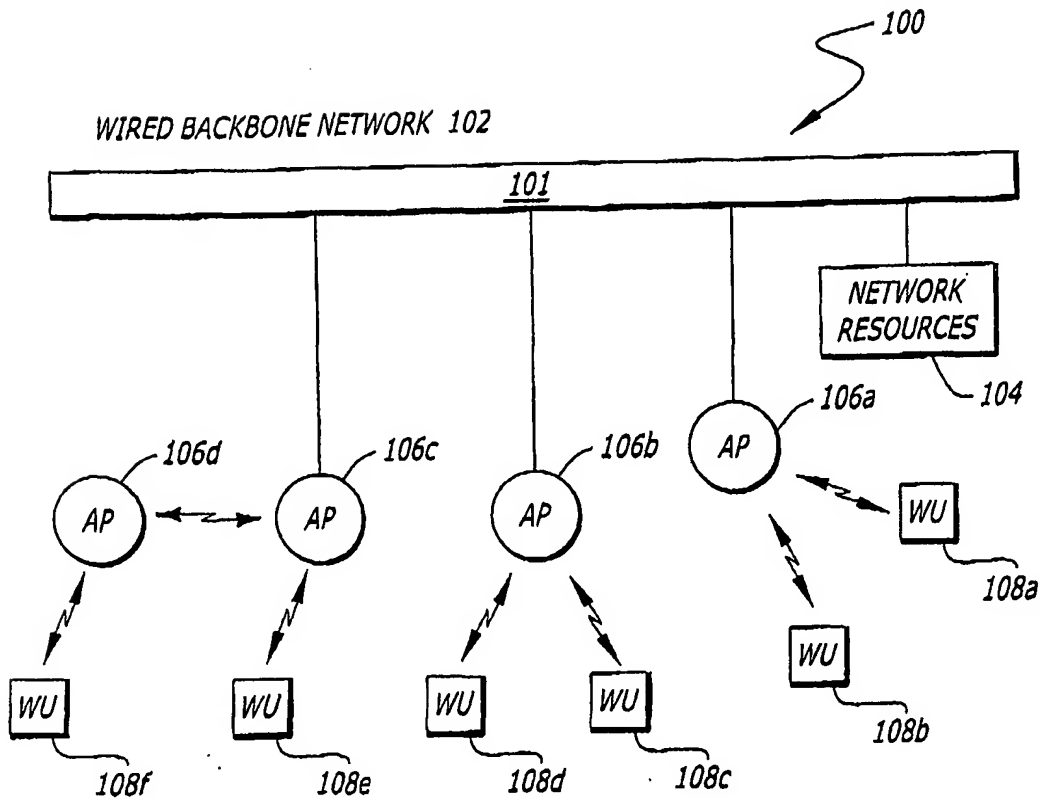 100
WIRED BACKBONE NETWORK 102
101
NETWORK
RESOURCES
104
106a
AP
106b
AP
106c
AP
106d
AP
WU
108a
WU
108b
WU
108c
WU
108d
WU
108e
WU
108f